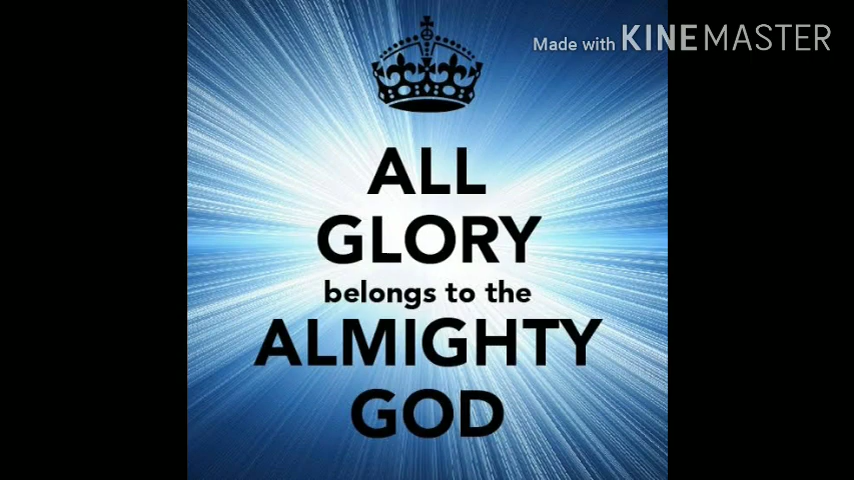 Made with KINEMASTER
ALL
GLORY
belongs to the
ALMIGHTY
GOD